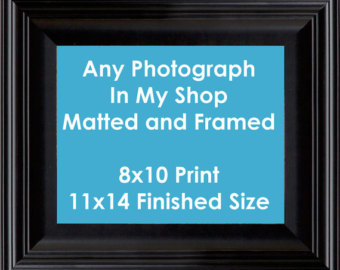 Any Photograph
In My Shop
Matted and Framed
8x10 Print
11x14 Finished Size